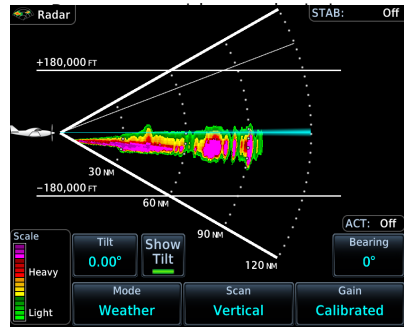 Radar
STAB: Off
+180,000 FT
-180,000 FT
30 NM
60 NM
90 NM
120 NM
ACT: Off
Scale
Heavy
Light
Tilt
0.00°
Show
Tilt
Bearing
0°
Mode
Weather
Scan
Vertical
Gain
Calibrated